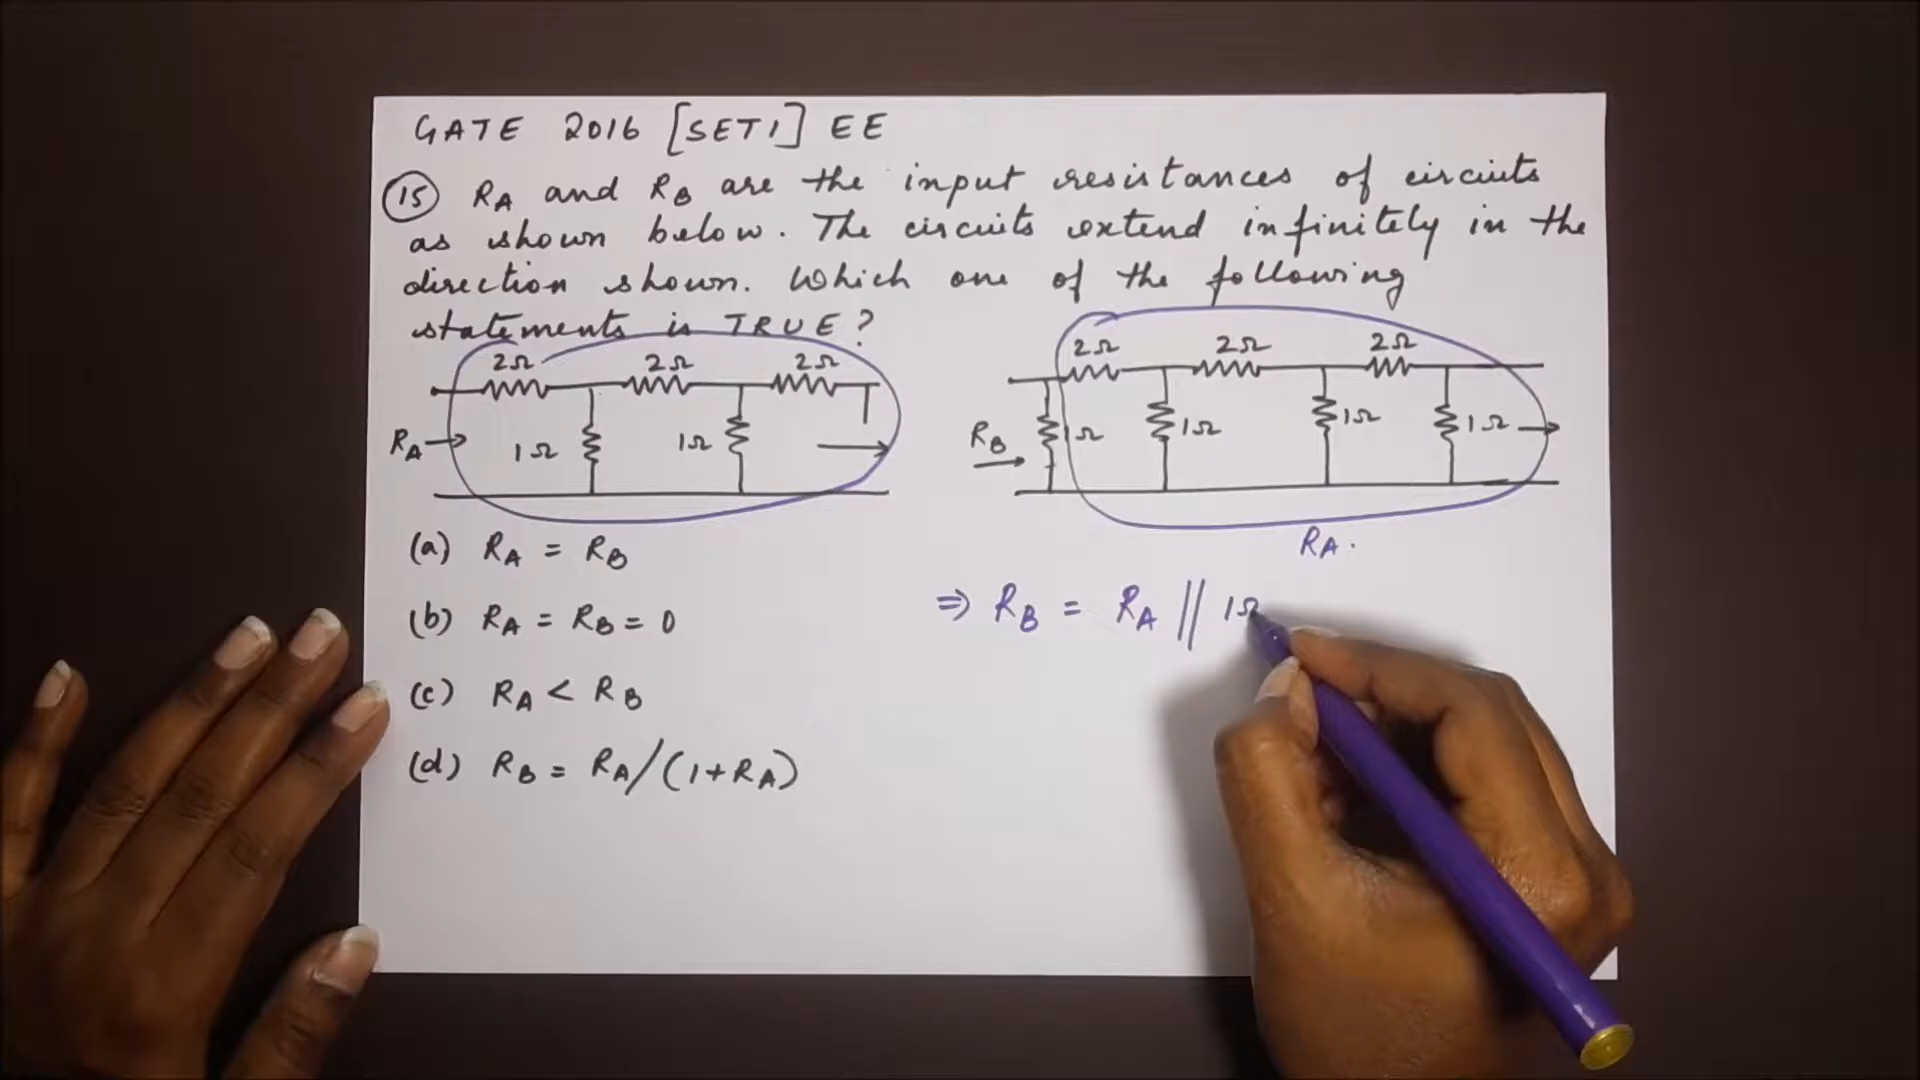 GATE 2016 [SET1] EE
(15) RA and RB are the input resistances of circuits
as shown below. The circuits extend infinitely in the
direction shown. Which one of the following
statements is TRUE?
2Ω 2Ω 2Ω
RA→ 1Ω 1Ω
2Ω 2Ω 2Ω
RB→ 1Ω 1Ω 1Ω 1Ω
RA.
(a) RA = RB
(b) RA = RB = 0
(c) RA < RB
(d) RB = RA/(1+RA)
⇒ RB = RA || 1Ω